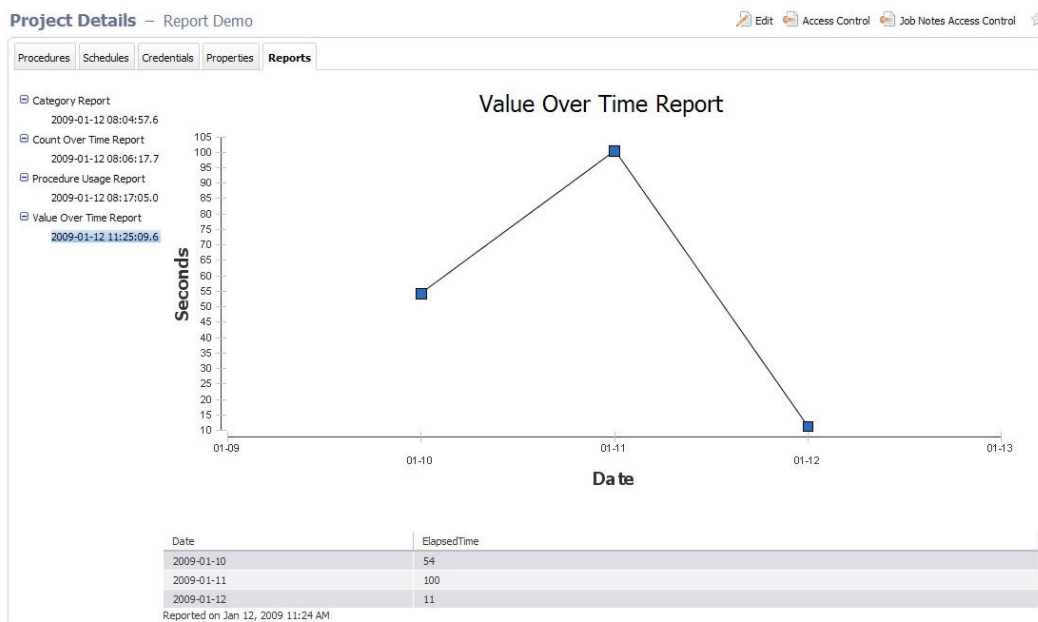 Project Details – Report Demo
Edit Access Control Job Notes Access Control
Procedures Schedules Credentials Properties Reports
Category Report
2009-01-12 08:04:57.6
Count Over Time Report
2009-01-12 08:06:17.7
Procedure Usage Report
2009-01-12 08:17:05.0
Value Over Time Report
2009-01-12 11:25:09.6
Value Over Time Report
105
100
95
90
85
80
75
70
65
60
55
50
45
40
35
30
25
20
15
10
Seconds
01-09 01-10 01-11 01-12 01-13
Date
Date ElapsedTime
2009-01-10 54
2009-01-11 100
2009-01-12 11
Reported on Jan 12, 2009 11:24 AM